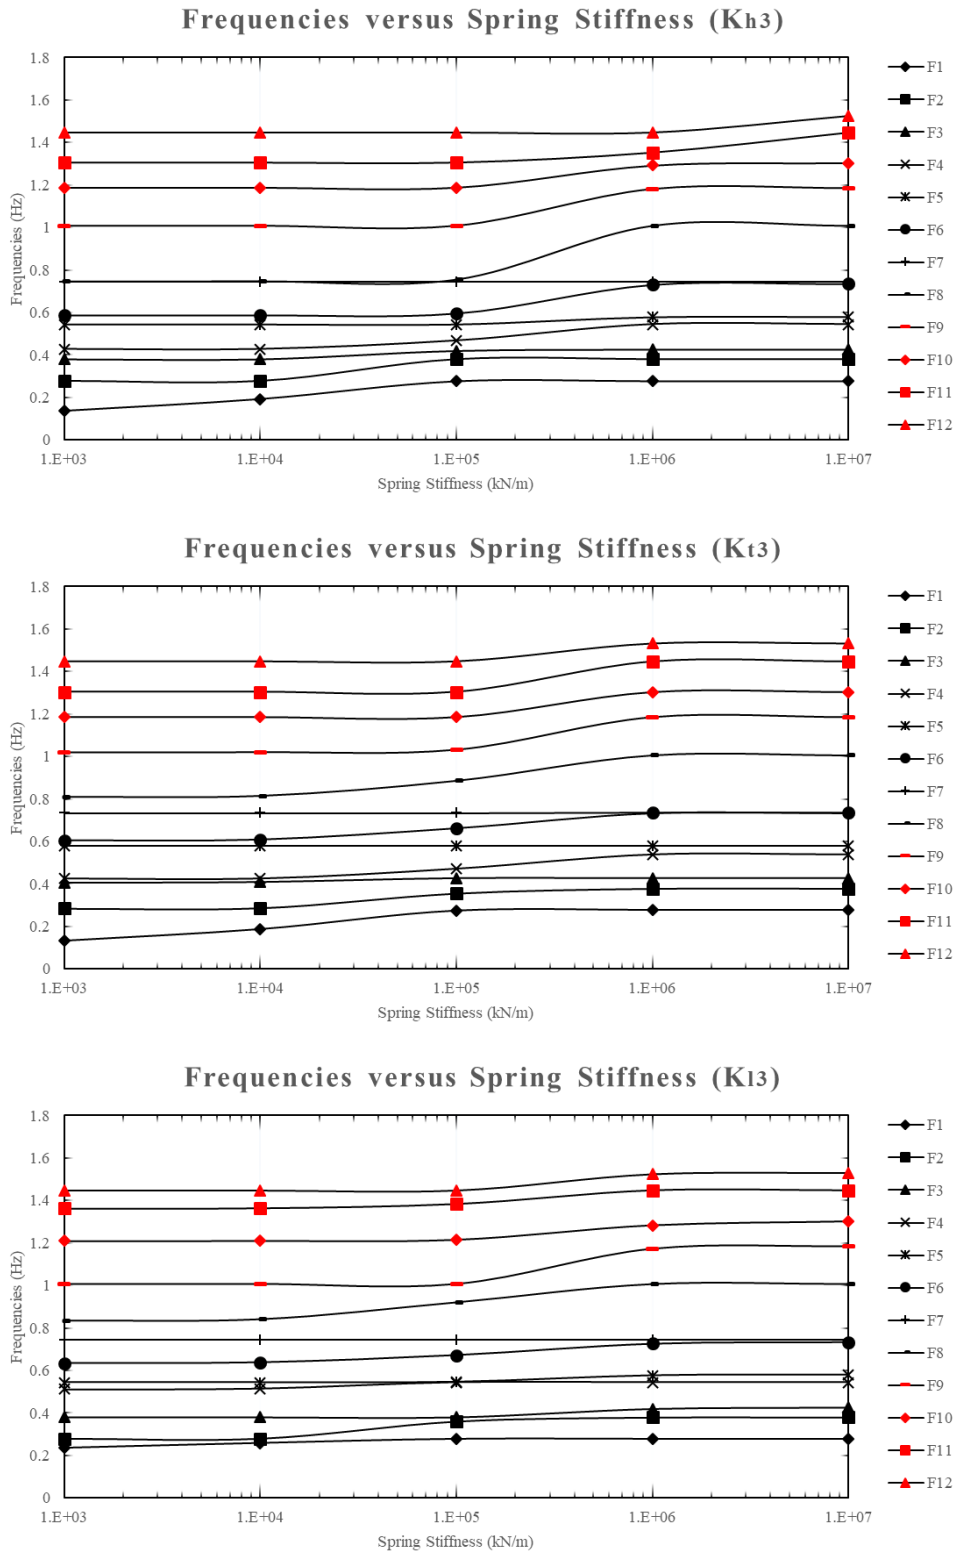 Frequencies versus Spring Stiffness (Kh3)
1.8
1.6
1.4
1.2
1
0.8
0.6
0.4
0.2
0
Frequencies (Hz)
1.E+03 1.E+04 1.E+05 1.E+06 1.E+07
Spring Stiffness (kN/m)
F1
F2
F3
F4
F5
F6
F7
F8
F9
F10
F11
F12
Frequencies versus Spring Stiffness (Kt3)
1.8
1.6
1.4
1.2
1
0.8
0.6
0.4
0.2
0
Frequencies (Hz)
1.E+03 1.E+04 1.E+05 1.E+06 1.E+07
Spring Stiffness (kN/m)
F1
F2
F3
F4
F5
F6
F7
F8
F9
F10
F11
F12
Frequencies versus Spring Stiffness (Kl3)
1.8
1.6
1.4
1.2
1
0.8
0.6
0.4
0.2
0
Frequencies (Hz)
1.E+03 1.E+04 1.E+05 1.E+06 1.E+07
Spring Stiffness (kN/m)
F1
F2
F3
F4
F5
F6
F7
F8
F9
F10
F11
F12